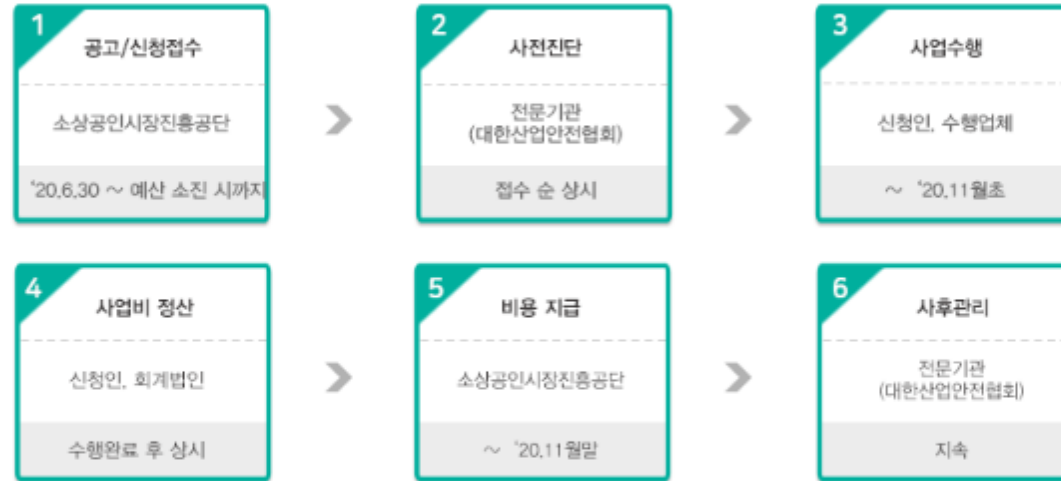 1
공고/신청접수
소상공인시장진흥공단
'20.6.30 ~ 예산 소진 시까지
2
사전진단
전문기관
(대한산업안전협회)
접수 순 상시
3
사업수행
신청인, 수행업체
~ '20.11월초
4
사업비 정산
신청인, 회계법인
수행완료 후 상시
5
비용 지급
소상공인시장진흥공단
~ '20.11월말
6
사후관리
전문기관
(대한산업안전협회)
지속